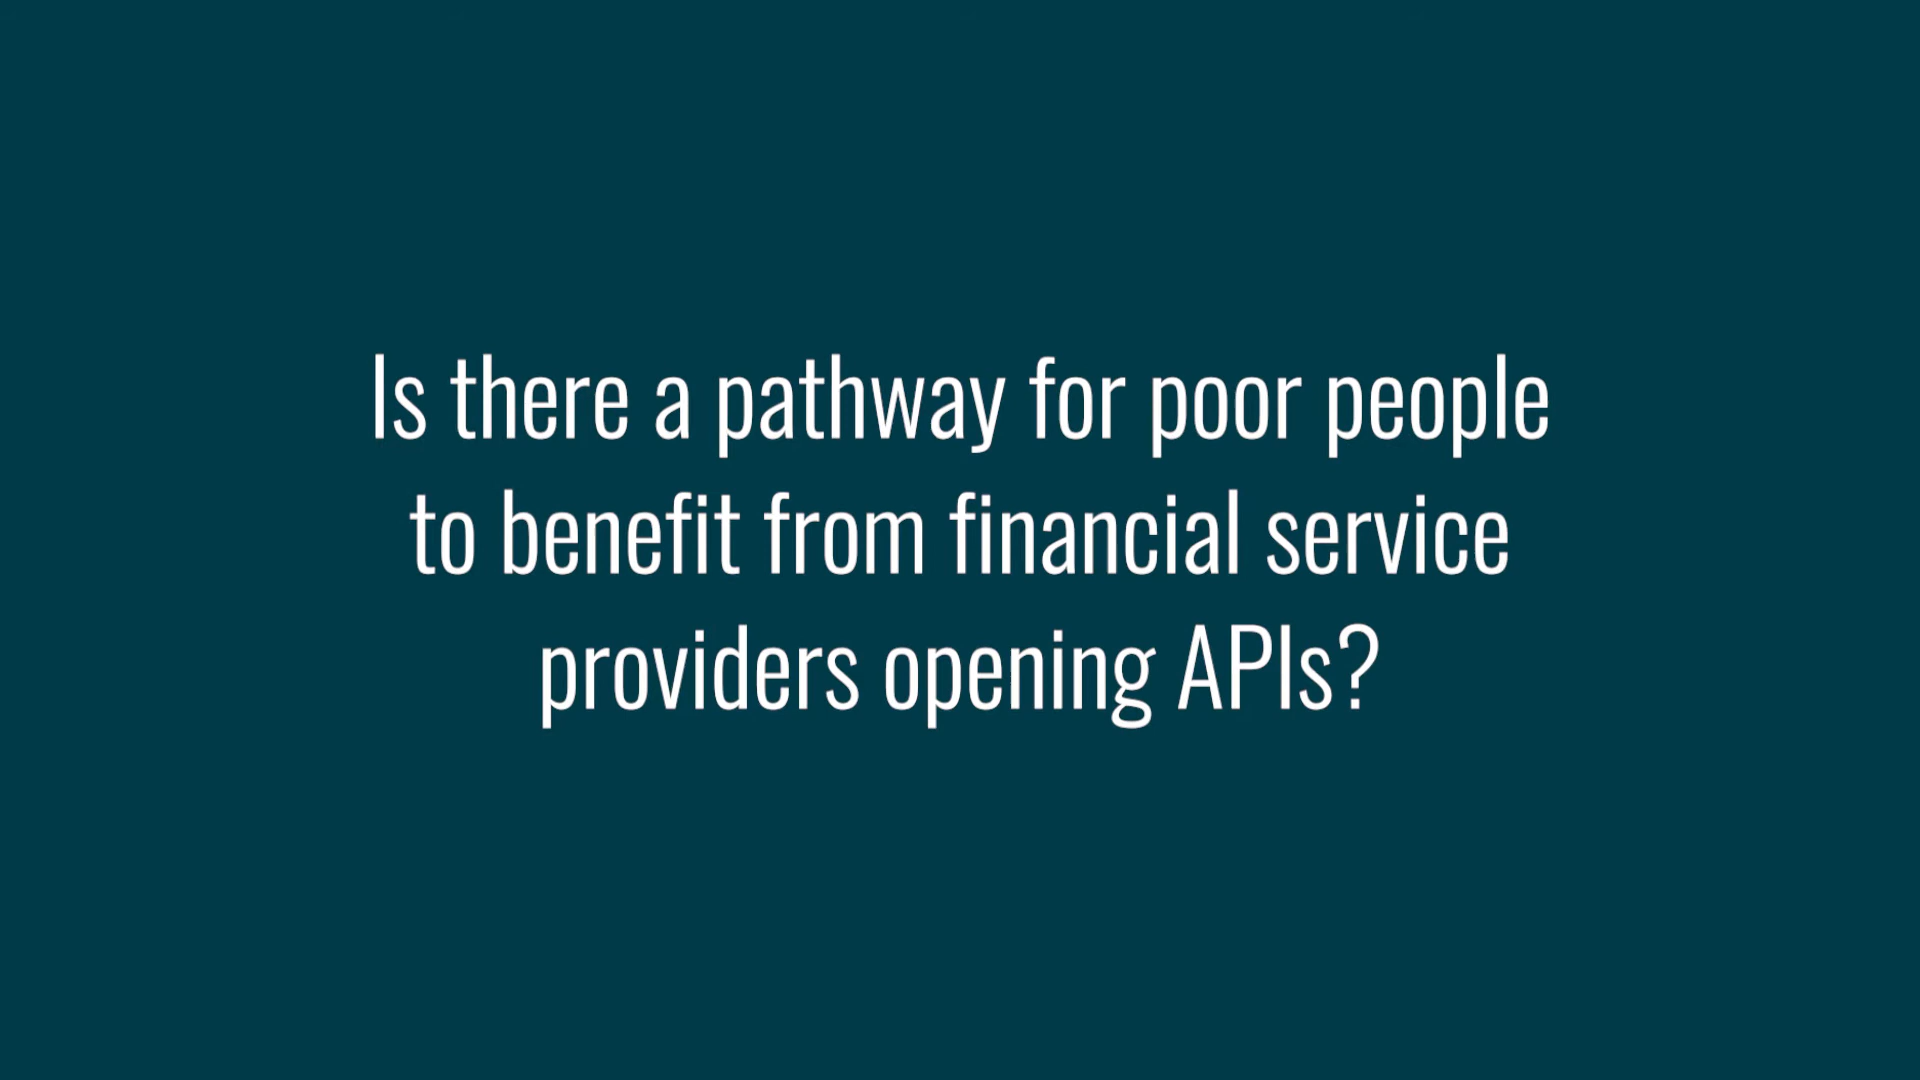 Is there a pathway for poor people
to benefit from financial service
providers opening APIs?